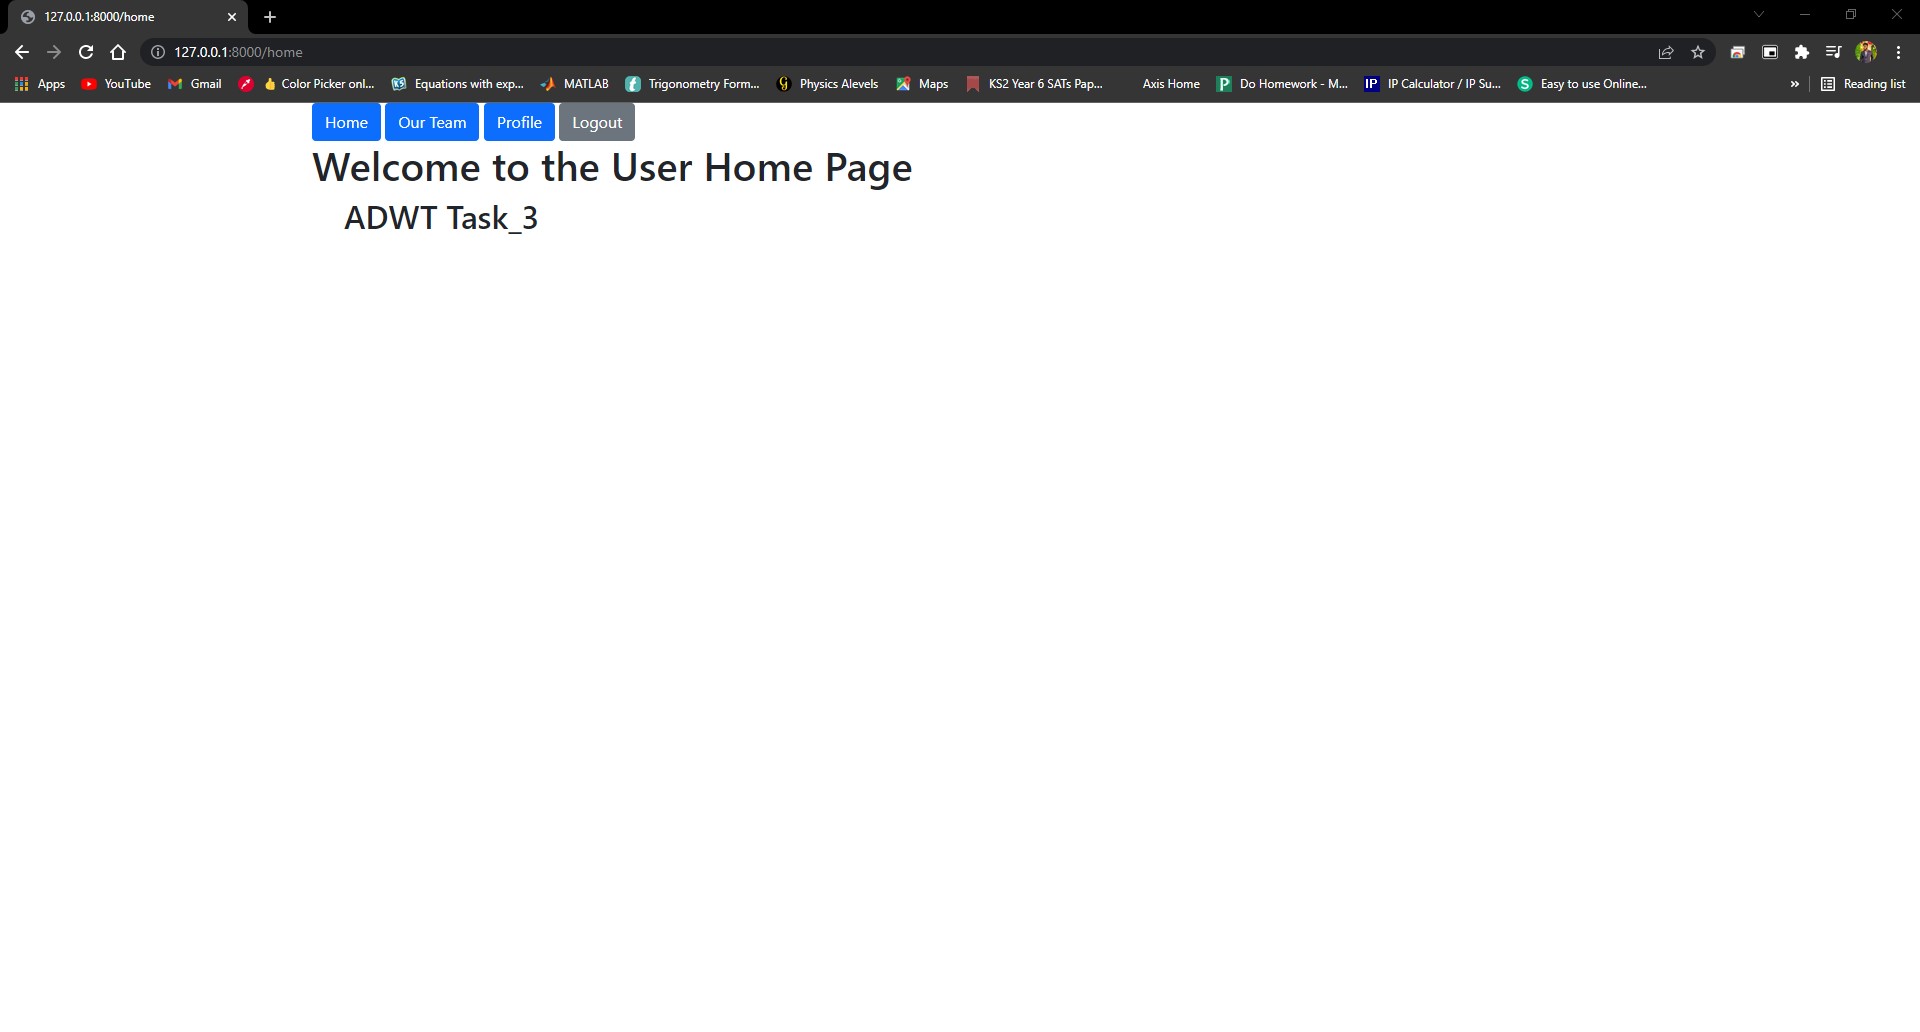 127.0.0.1:8000/home
127.0.0.1:8000/home
Apps YouTube Gmail Color Picker onl... Equations with exp... MATLAB Trigonometry Form... Physics Alevels Maps KS2 Year 6 SATs Pap... Axis Home Do Homework - M... IP Calculator / IP Su... Easy to use Online... » Reading list
Home Our Team Profile Logout
Welcome to the User Home Page
ADWT Task_3